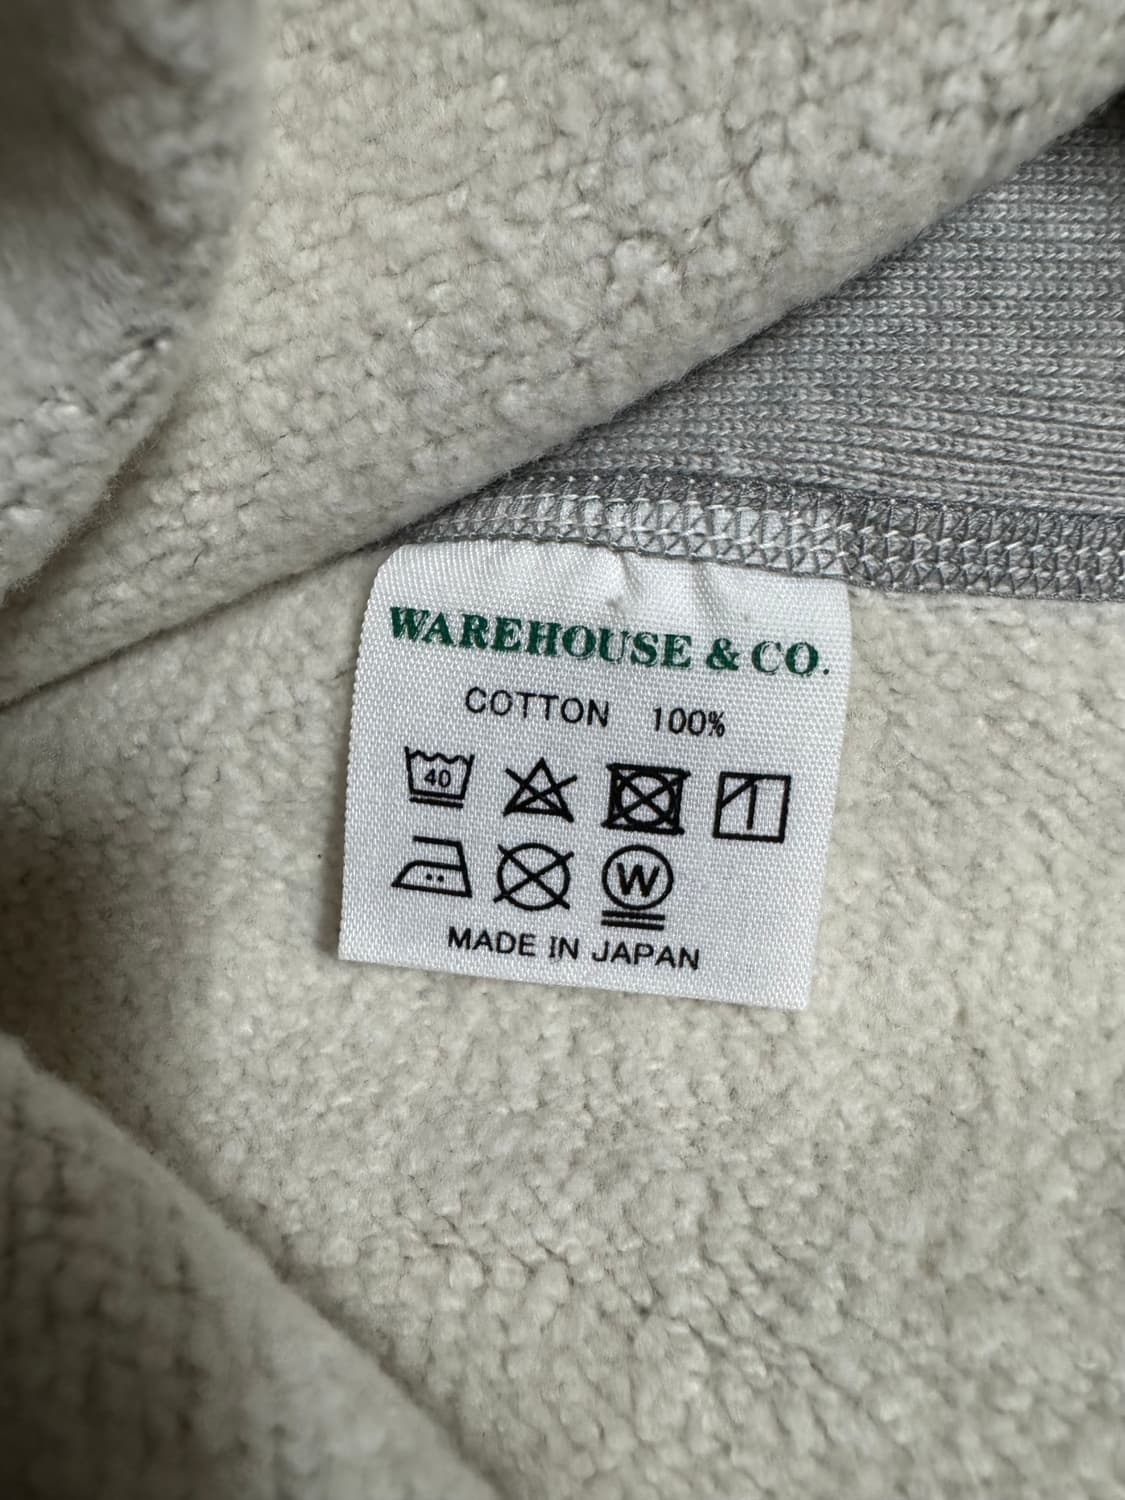 WAREHOUSE & CO.
COTTON 100%
40
W
MADE IN JAPAN